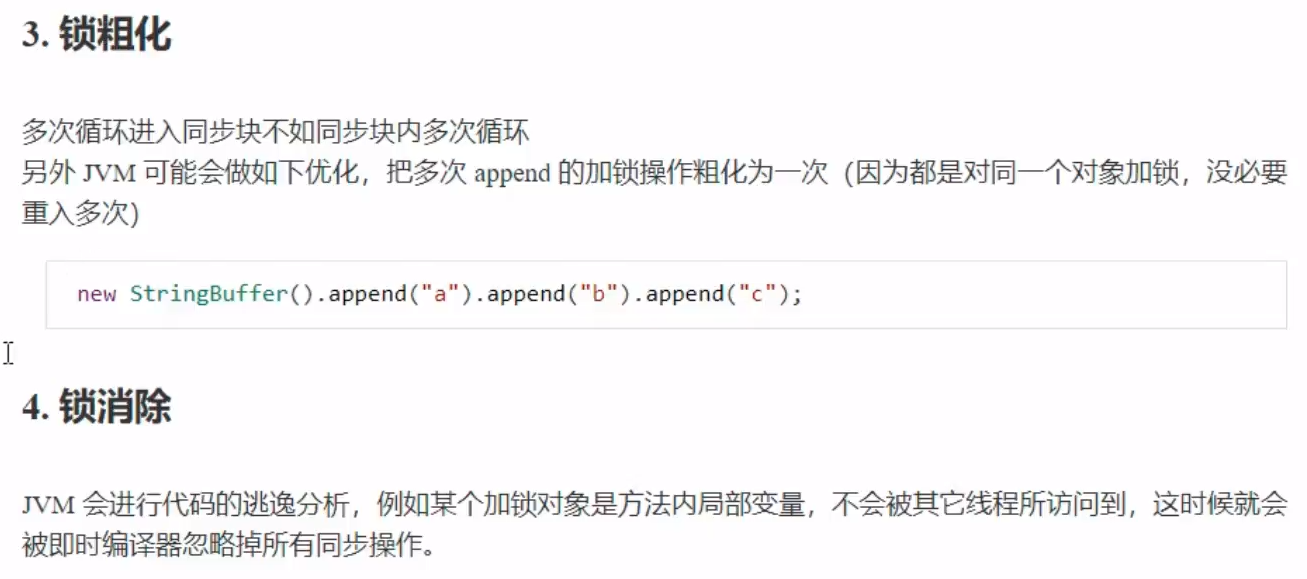 3. 锁粗化
多次循环进入同步块不如同步块内多次循环
另外 JVM 可能会做如下优化，把多次 append 的加锁操作粗化为一次（因为都是对同一个对象加锁，没必要
重入多次）
new StringBuffer().append("a").append("b").append("c");
4. 锁消除
JVM 会进行代码的逃逸分析，例如某个加锁对象是方法内局部变量，不会被其它线程所访问到，这时候就会
被即时编译器忽略掉所有同步操作。